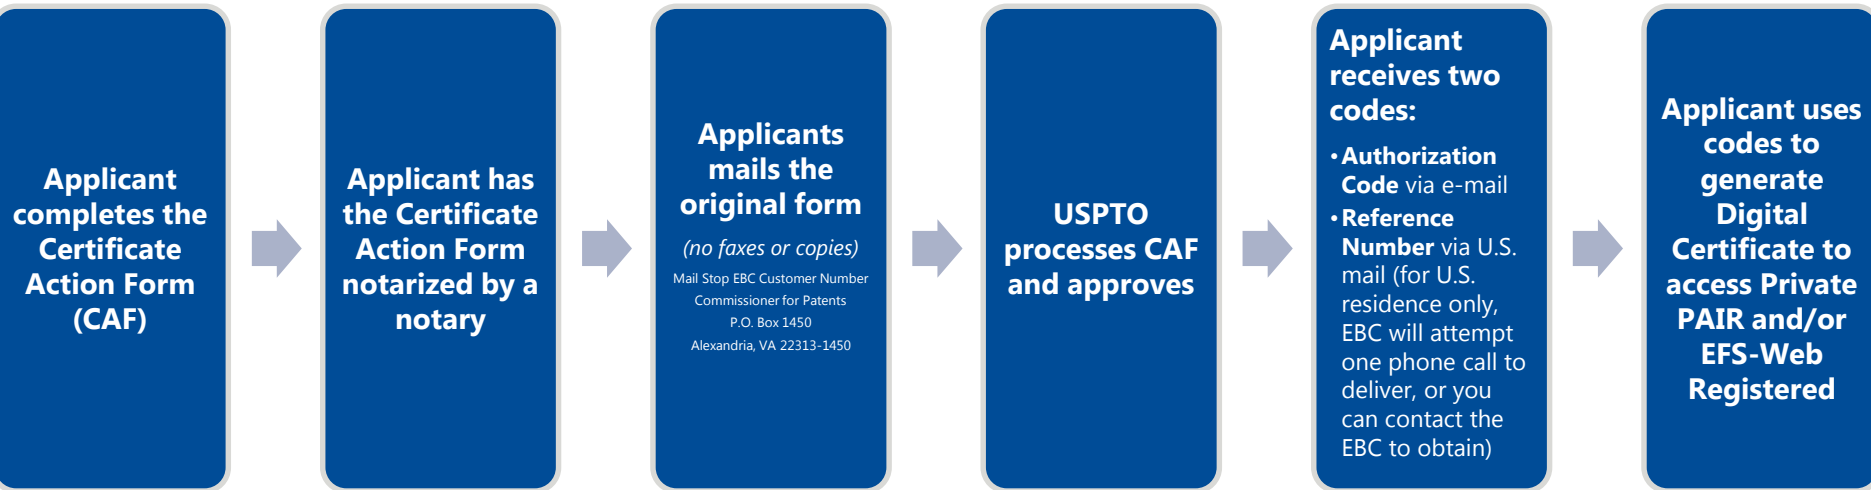 Applicant
completes the
Certificate
Action Form
(CAF)
Applicant has
the Certificate
Action Form
notarized by a
notary
Applicants
mails the
original form
(no faxes or copies)
Mail Stop EBC Customer Number
Commissioner for Patents
P.O. Box 1450
Alexandria, VA 22313-1450
USPTO
processes CAF
and approves
Applicant
receives two
codes:
• Authorization
Code via e-mail
• Reference
Number via U.S.
mail (for U.S.
residence only,
EBC will attempt
one phone call to
deliver, or you
can contact the
EBC to obtain)
Applicant uses
codes to
generate
Digital
Certificate to
access Private
PAIR and/or
EFS-Web
Registered